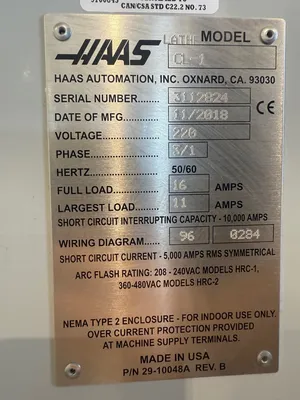 CAN/CSA STD C22.2 NO. 73
HAAS LATHE MODEL
CL-1
HAAS AUTOMATION, INC. OXNARD, CA. 93030
SERIAL NUMBER 3112824
DATE OF MFG. 11/2018 CE
VOLTAGE 220
PHASE 3/1
HERTZ 50/60
FULL LOAD 16 AMPS
LARGEST LOAD 11 AMPS
SHORT CIRCUIT INTERRUPTING CAPACITY - 10,000 AMPS
WIRING DIAGRAM 96 0284
SHORT CIRCUIT CURRENT - 5,000 AMPS RMS SYMMETRICAL
ARC FLASH RATING: 208 - 240VAC MODELS HRC-1,
360-480VAC MODELS HRC-2
NEMA TYPE 2 ENCLOSURE - FOR INDOOR USE ONLY.
OVER CURRENT PROTECTION PROVIDED
AT MACHINE SUPPLY TERMINALS.
MADE IN USA
P/N 29-10048A REV. B